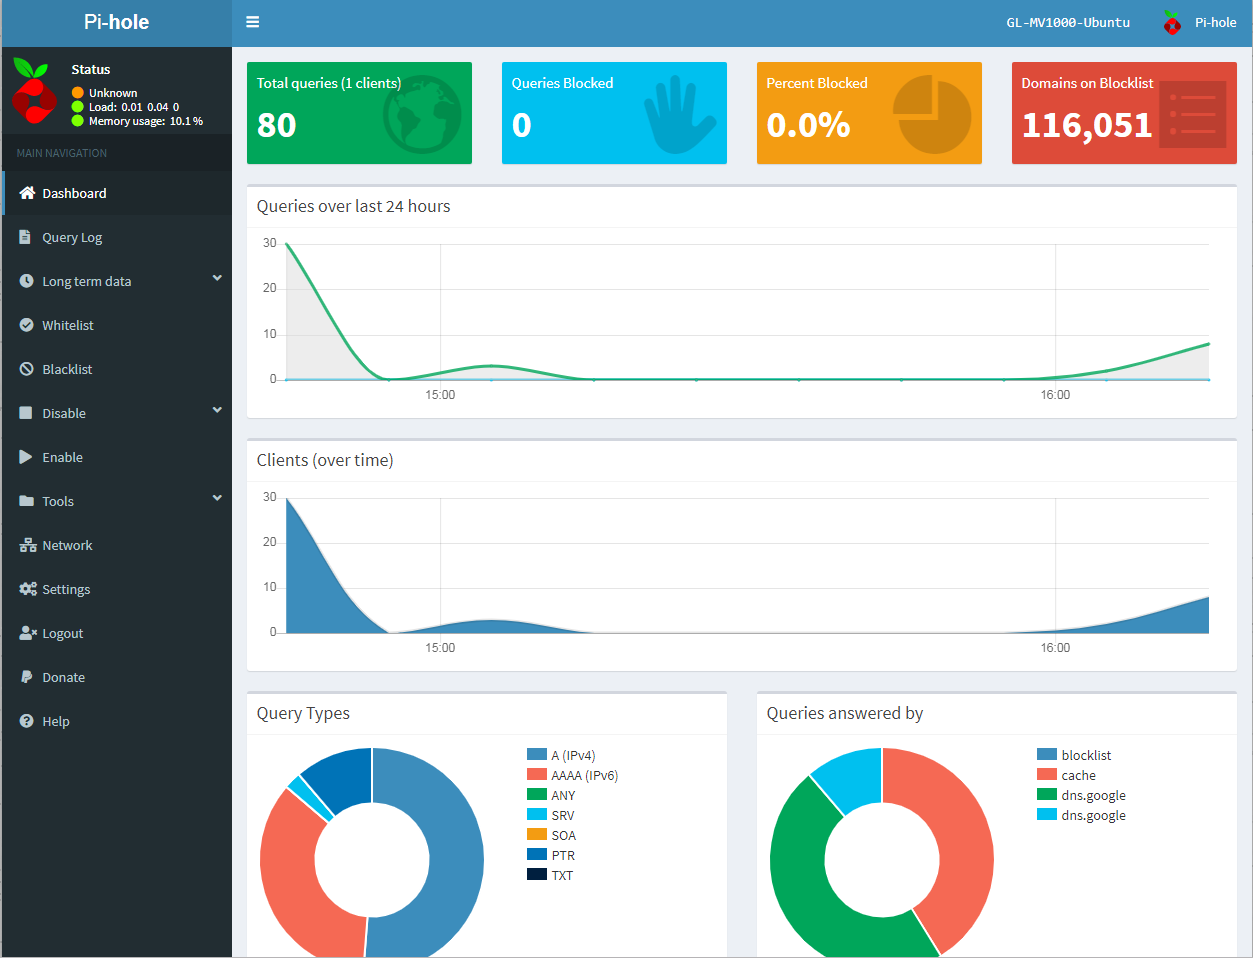 Pi-hole
GL-MV1000-Ubuntu
Pi-hole
Status
Unknown
Load: 0.01 0.04 0
Memory usage: 10.1 %
MAIN NAVIGATION
Dashboard
Query Log
Long term data
Whitelist
Blacklist
Disable
Enable
Tools
Network
Settings
Logout
Donate
Help
Total queries (1 clients)
80
Queries Blocked
0
Percent Blocked
0.0%
Domains on Blocklist
116,051
Queries over last 24 hours
30
20
10
0
15:00
16:00
Clients (over time)
30
20
10
0
15:00
16:00
Query Types
A (IPv4)
AAAA (IPv6)
ANY
SRV
SOA
PTR
TXT
Queries answered by
blocklist
cache
dns.google
dns.google